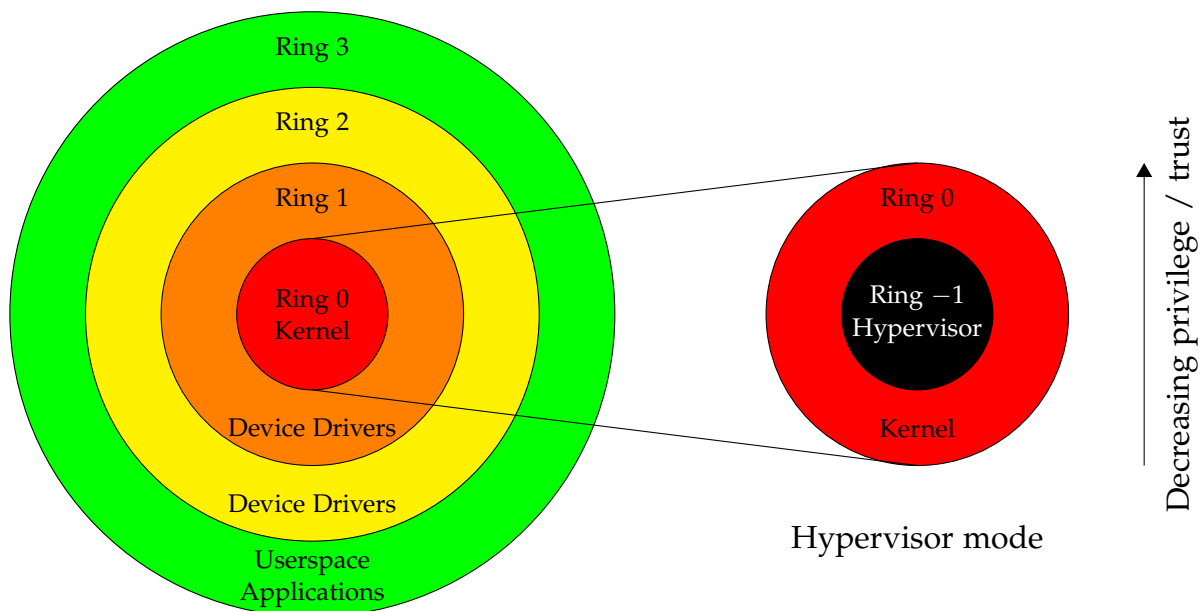 Ring 3
Ring 2
Ring 1
Ring 0
Kernel
Device Drivers
Device Drivers
Userspace
Applications
Ring 0
Ring −1
Hypervisor
Kernel
Hypervisor mode
Decreasing privilege / trust